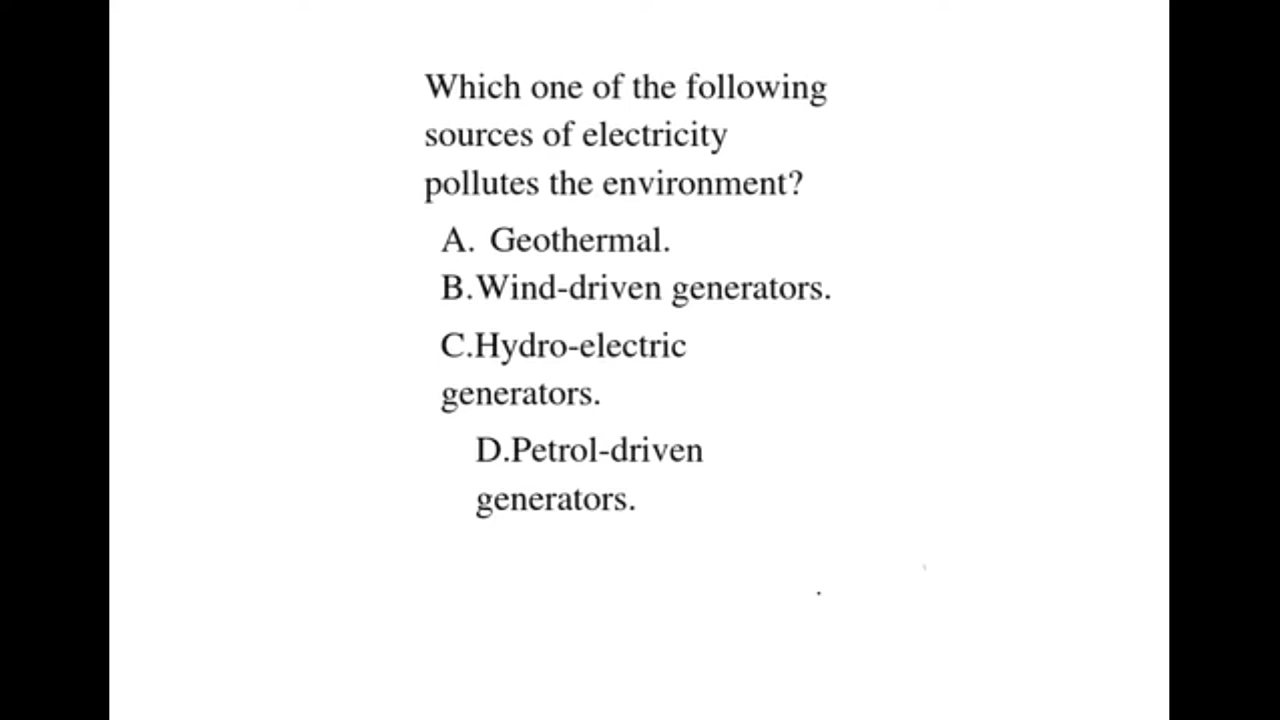 Which one of the following
sources of electricity
pollutes the environment?
A. Geothermal.
B.Wind-driven generators.
C.Hydro-electric
generators.
D.Petrol-driven
generators.